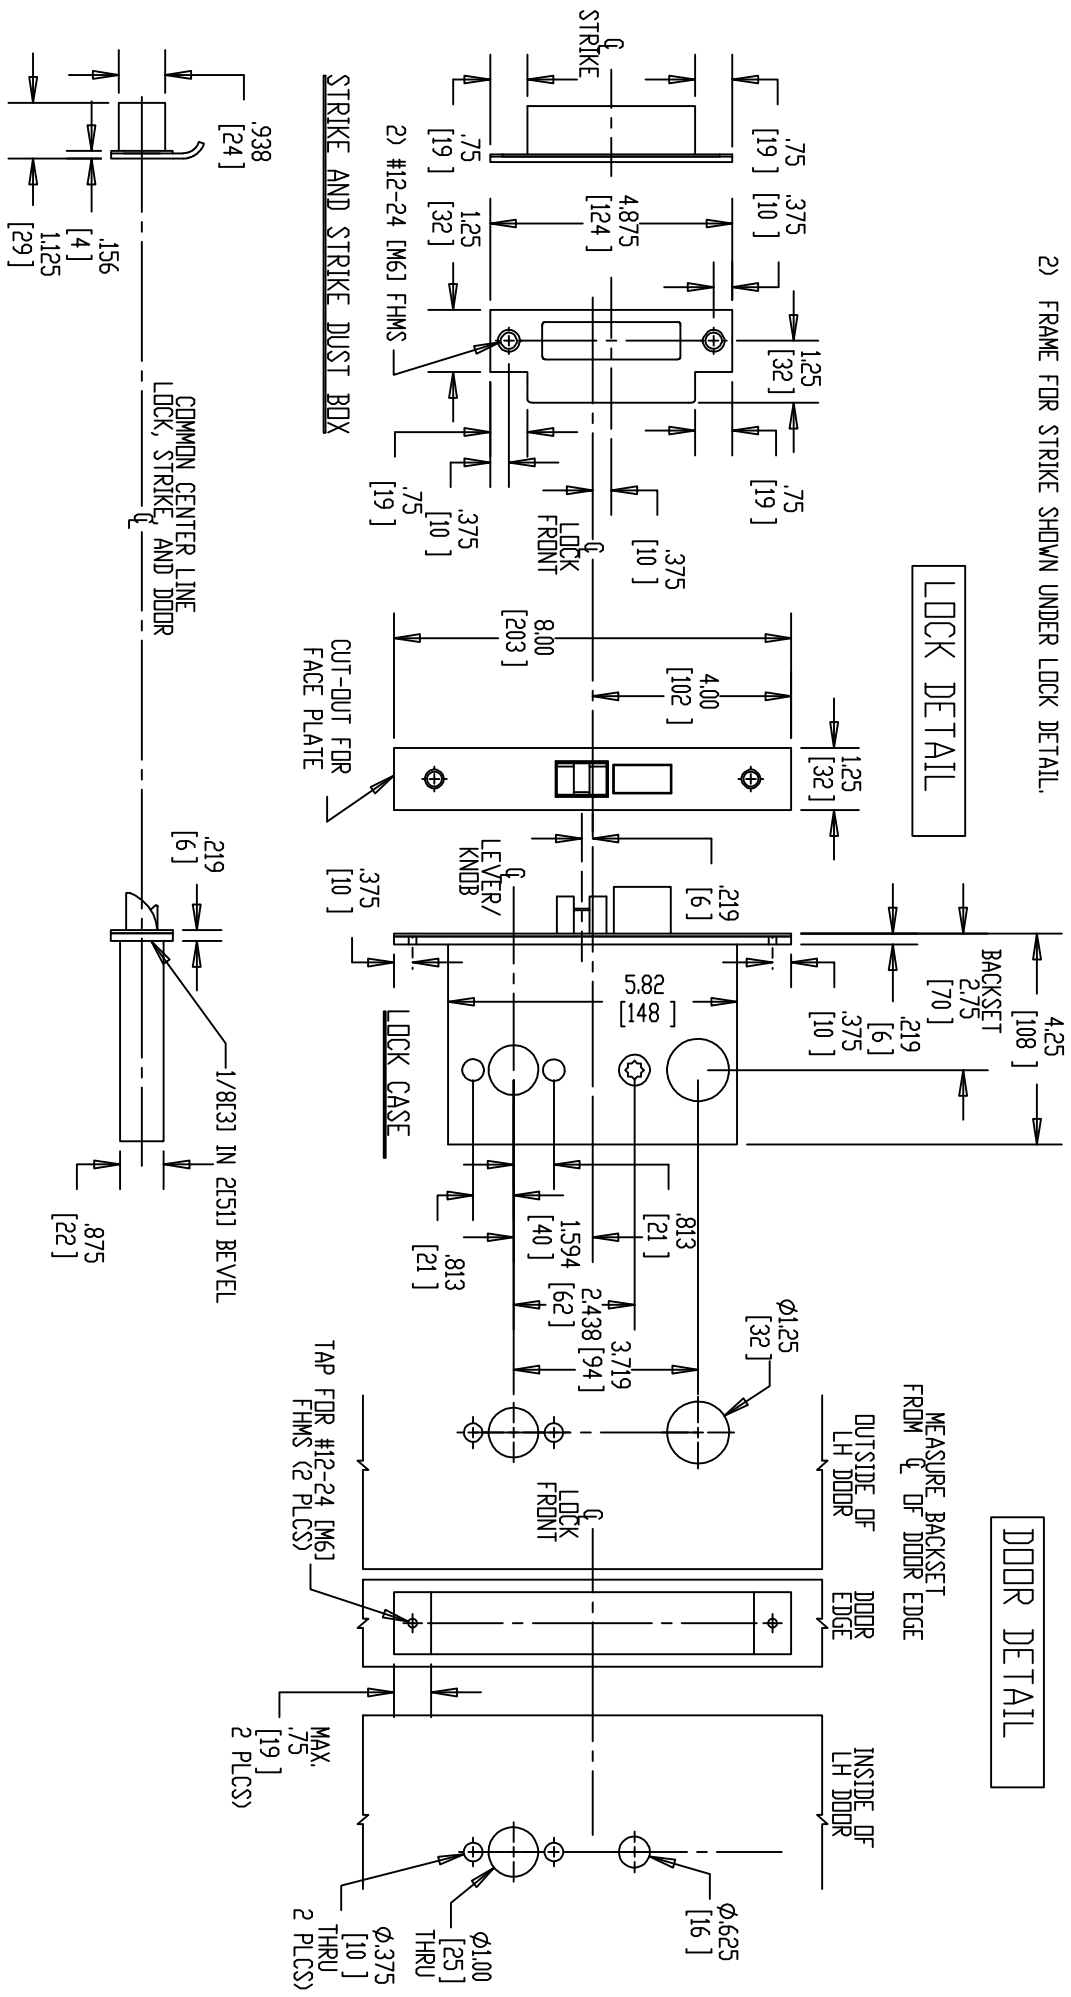 2) FRAME FOR STRIKE SHOWN UNDER LOCK DETAIL.
LOCK DETAIL
DOOR DETAIL
℄
STRIKE
.75
[19 ]
.75
[19 ]
.375
[10 ]
4.875
[124 ]
1.25
[32 ]
1.25
[32 ]
2) #12-24 [M6] FHMS
STRIKE AND STRIKE DUST BOX
.75
[19 ]
.375
[10 ]
.75
[19 ]
.375
[10 ]
℄
LOCK
FRONT
8.00
[203 ]
4.00
[102 ]
1.25
[32 ]
CUT-OUT FOR
FACE PLATE
.219
[6 ]
℄
LEVER/
KNOB
.375
[10 ]
4.25
[108 ]
BACKSET
2.75
[70 ]
.219
[6 ]
.375
[10 ]
5.82
[148 ]
LOCK CASE
.813
[21 ]
1.594
[40 ]
.813
[21 ]
2.438
[62 ]
3.719
[94 ]
Ø1.25
[32 ]
MEASURE BACKSET
FROM ℄ OF DOOR EDGE
OUTSIDE OF
LH DOOR
DOOR
EDGE
INSIDE OF
LH DOOR
℄
LOCK
FRONT
TAP FOR #12-24 [M6]
FHMS (2 PLCS)
MAX.
.75
[19 ]
2 PLCS)
Ø.625
[16 ]
Ø1.00
[25]
THRU
Ø.375
[10 ]
THRU
2 PLCS)
.938
[24 ]
.156
[4 ]
1.125
[29 ]
COMMON CENTER LINE
LOCK, STRIKE, AND DOOR
℄
.219
[6 ]
1/8[3] IN 2[51] BEVEL
.875
[22 ]